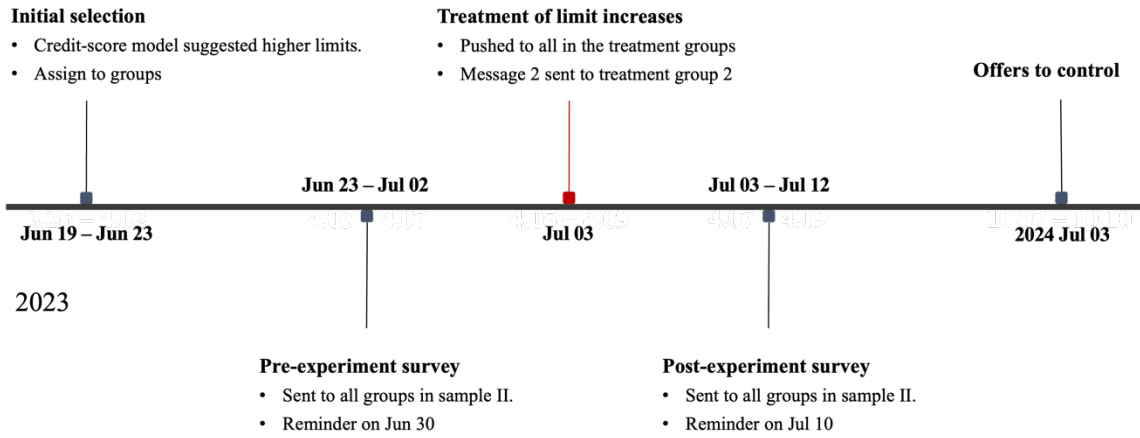 Initial selection
• Credit-score model suggested higher limits.
• Assign to groups
Treatment of limit increases
• Pushed to all in the treatment groups
• Message 2 sent to treatment group 2
Offers to control
Jun 23 – Jul 02
Jul 03 – Jul 12
Jun 19 – Jun 23
Jul 03
2024 Jul 03
2023
Pre-experiment survey
• Sent to all groups in sample II.
• Reminder on Jun 30
Post-experiment survey
• Sent to all groups in sample II.
• Reminder on Jul 10